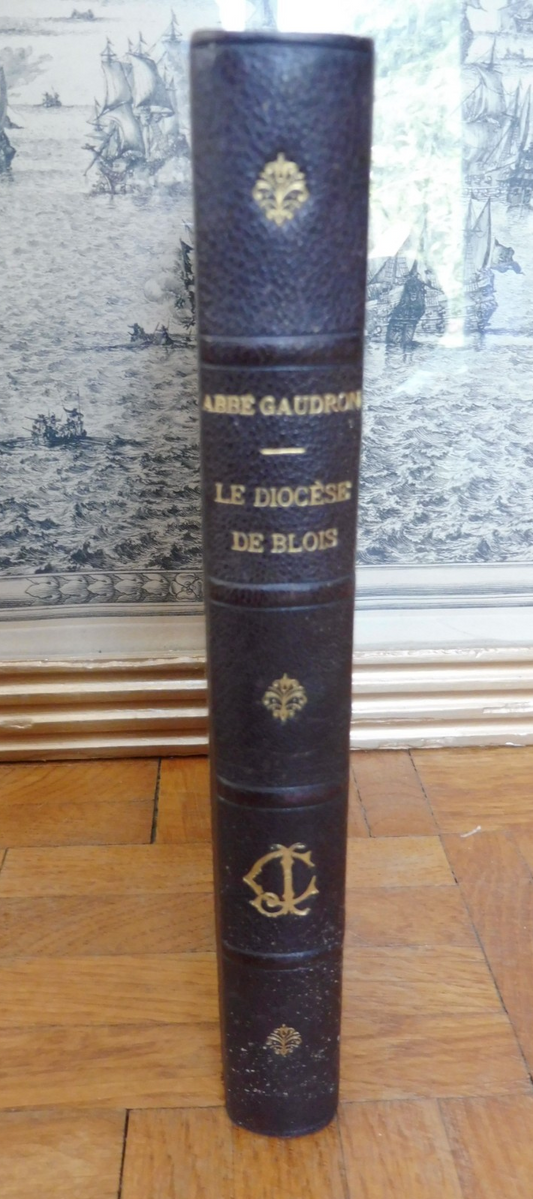 ABBÉ GAUDRON
LE DIOCÈSE
DE BLOIS